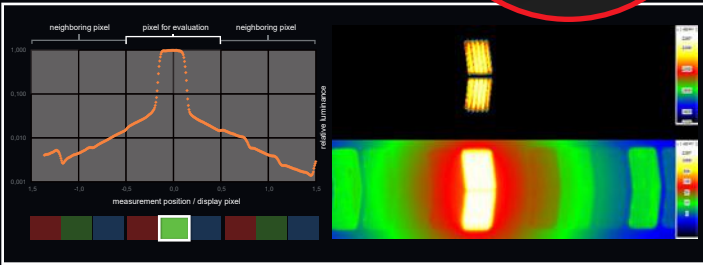 neighboring pixel
pixel for evaluation
neighboring pixel
1,000
0,100
0,010
0,001
relative luminance
1,5
-1,0
-0,5
0,0
0,5
1,0
1,5
measurement position / display pixel